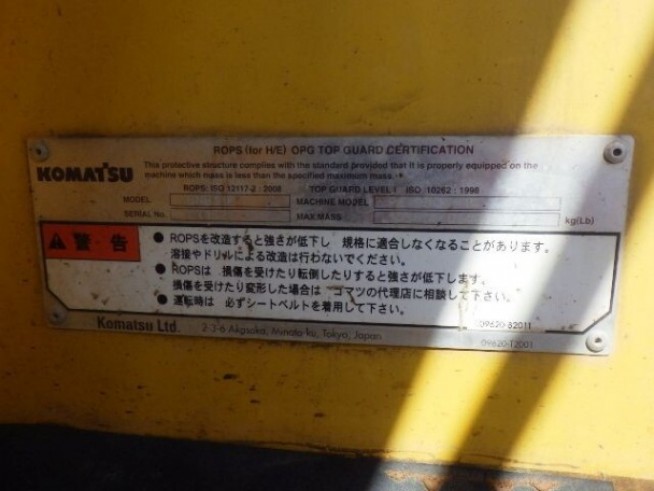 ROPS (for H/E) OPG TOP GUARD CERTIFICATION
KOMATSU
This protective structure complies with the standard provided that it is properly equipped on the
machine which mass is less than the specified maximum mass.
ROPS: ISO 12117-2 : 2008 TOP GUARD LEVEL I ISO 10262 : 1998
MODEL MACHINE MODEL
SERIAL No. MAX.MASS kg(Lb)
警告
● ROPSを改造すると強さが低下し 規格に適合しなくなることがあります。
溶接やドリルによる改造は行わないでください。
● ROPSは 損傷を受けたり転倒したりすると強さが低下します。
損傷を受けたり変形した場合は コマツの代理店に相談して下さい。
● 運転時は 必ずシートベルトを着用して下さい。
09620-B2011
Komatsu Ltd. 2-3-6 Akasaka, Minato-ku, Tokyo, Japan
09620-T2001